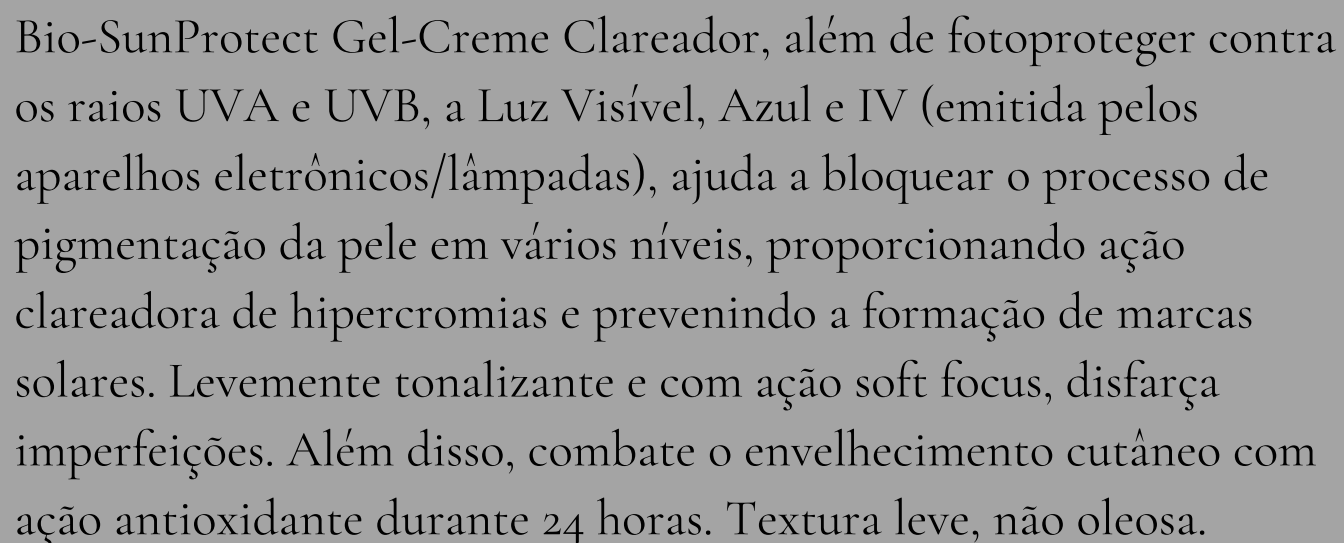 Bio-SunProtect Gel-Creme Clareador, além de fotoproteger contra
os raios UVA e UVB, a Luz Visível, Azul e IV (emitida pelos
aparelhos eletrônicos/lâmpadas), ajuda a bloquear o processo de
pigmentação da pele em vários níveis, proporcionando ação
clareadora de hipercromias e prevenindo a formação de marcas
solares. Levemente tonalizante e com ação soft focus, disfarça
imperfeições. Além disso, combate o envelhecimento cutâneo com
ação antioxidante durante 24 horas. Textura leve, não oleosa.